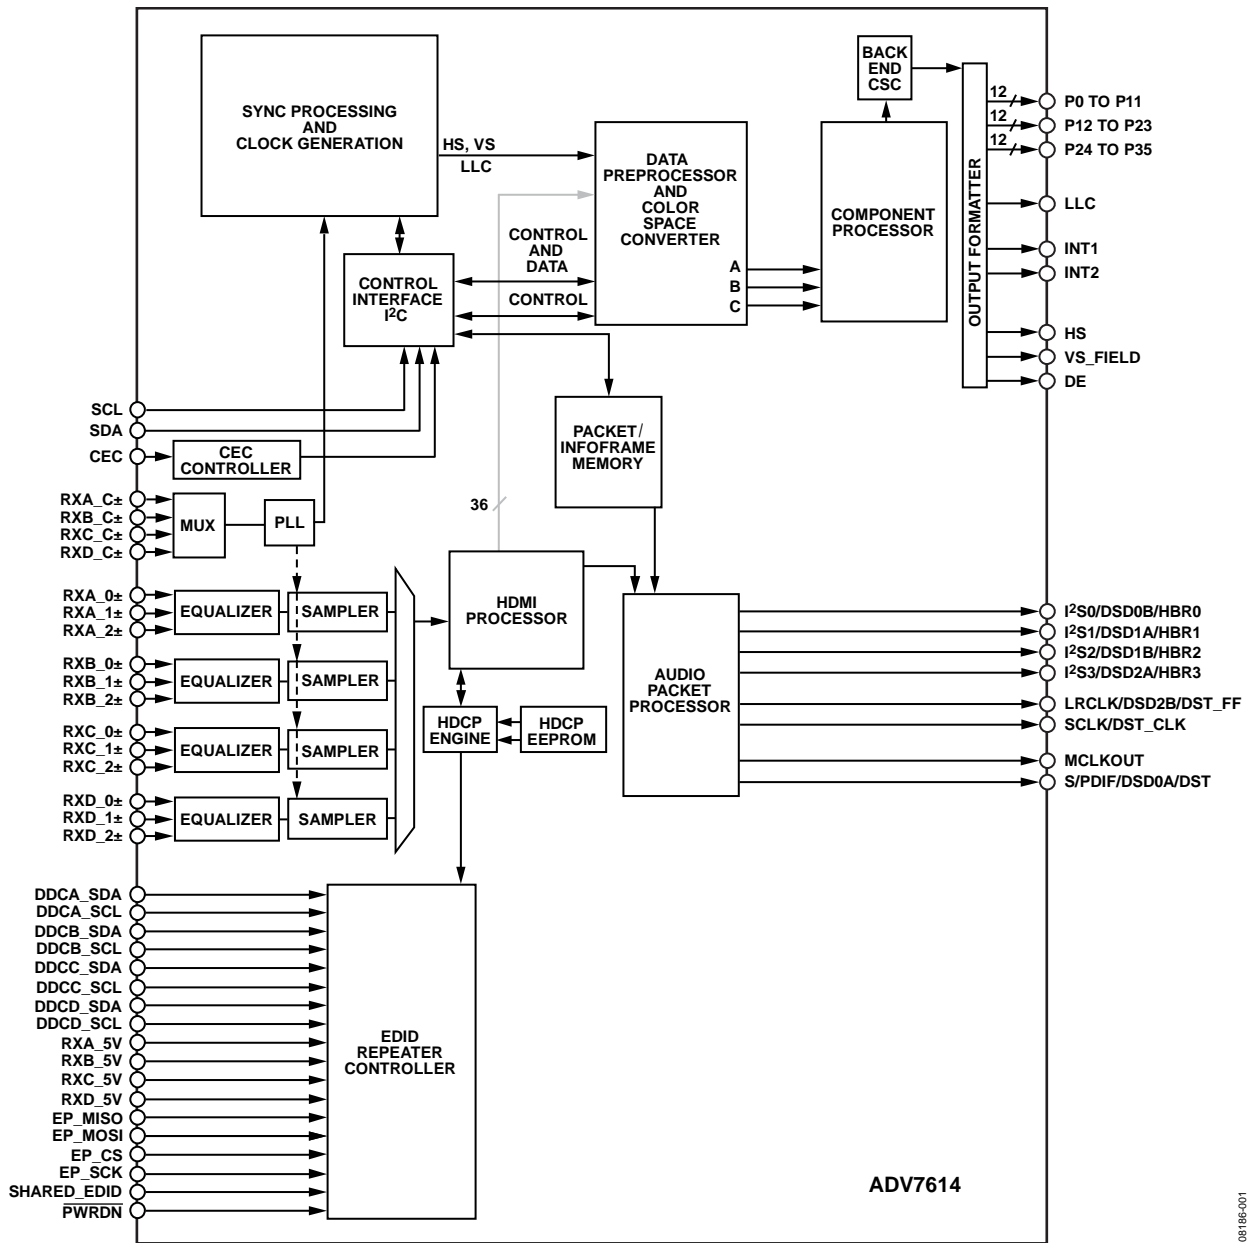 SYNC PROCESSING
AND
CLOCK GENERATION
HS, VS
LLC
CONTROL
AND
DATA
CONTROL
CONTROL
INTERFACE
I2C
DATA
PREPROCESSOR
AND
COLOR
SPACE
CONVERTER
A
B
C
BACK
END
CSC
COMPONENT
PROCESSOR
OUTPUT FORMATTER
12
12
12
P0 TO P11
P12 TO P23
P24 TO P35
LLC
INT1
INT2
HS
VS_FIELD
DE
SCL
SDA
CEC
CEC
CONTROLLER
PACKET/
INFOFRAME
MEMORY
RXA_C±
RXB_C±
RXC_C±
RXD_C±
MUX
PLL
36
RXA_0±
RXA_1±
RXA_2±
EQUALIZER
SAMPLER
RXB_0±
RXB_1±
RXB_2±
EQUALIZER
SAMPLER
RXC_0±
RXC_1±
RXC_2±
EQUALIZER
SAMPLER
RXD_0±
RXD_1±
RXD_2±
EQUALIZER
SAMPLER
HDMI
PROCESSOR
HDCP
ENGINE
HDCP
EEPROM
AUDIO
PACKET
PROCESSOR
I2S0/DSD0B/HBR0
I2S1/DSD1A/HBR1
I2S2/DSD1B/HBR2
I2S3/DSD2A/HBR3
LRCLK/DSD2B/DST_FF
SCLK/DST_CLK
MCLKOUT
S/PDIF/DSD0A/DST
DDCA_SDA
DDCA_SCL
DDCB_SDA
DDCB_SCL
DDCC_SDA
DDCC_SCL
DDCD_SDA
DDCD_SCL
RXA_5V
RXB_5V
RXC_5V
RXD_5V
EP_MISO
EP_MOSI
EP_CS
EP_SCK
SHARED_EDID
PWRDN
EDID
REPEATER
CONTROLLER
ADV7614
08186-001